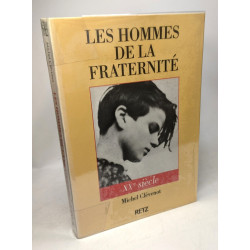 LES HOMMES
DE LA
FRATERNITÉ
XXe siècle
Michel Clévenot
RETZ